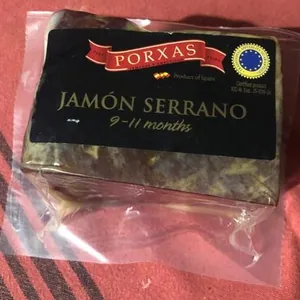 PORXAS
Product of Spain
JAMÓN SERRANO
9-11 months